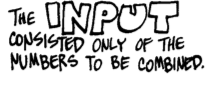 THE INPUT
CONSISTED ONLY OF THE
NUMBERS TO BE COMBINED.